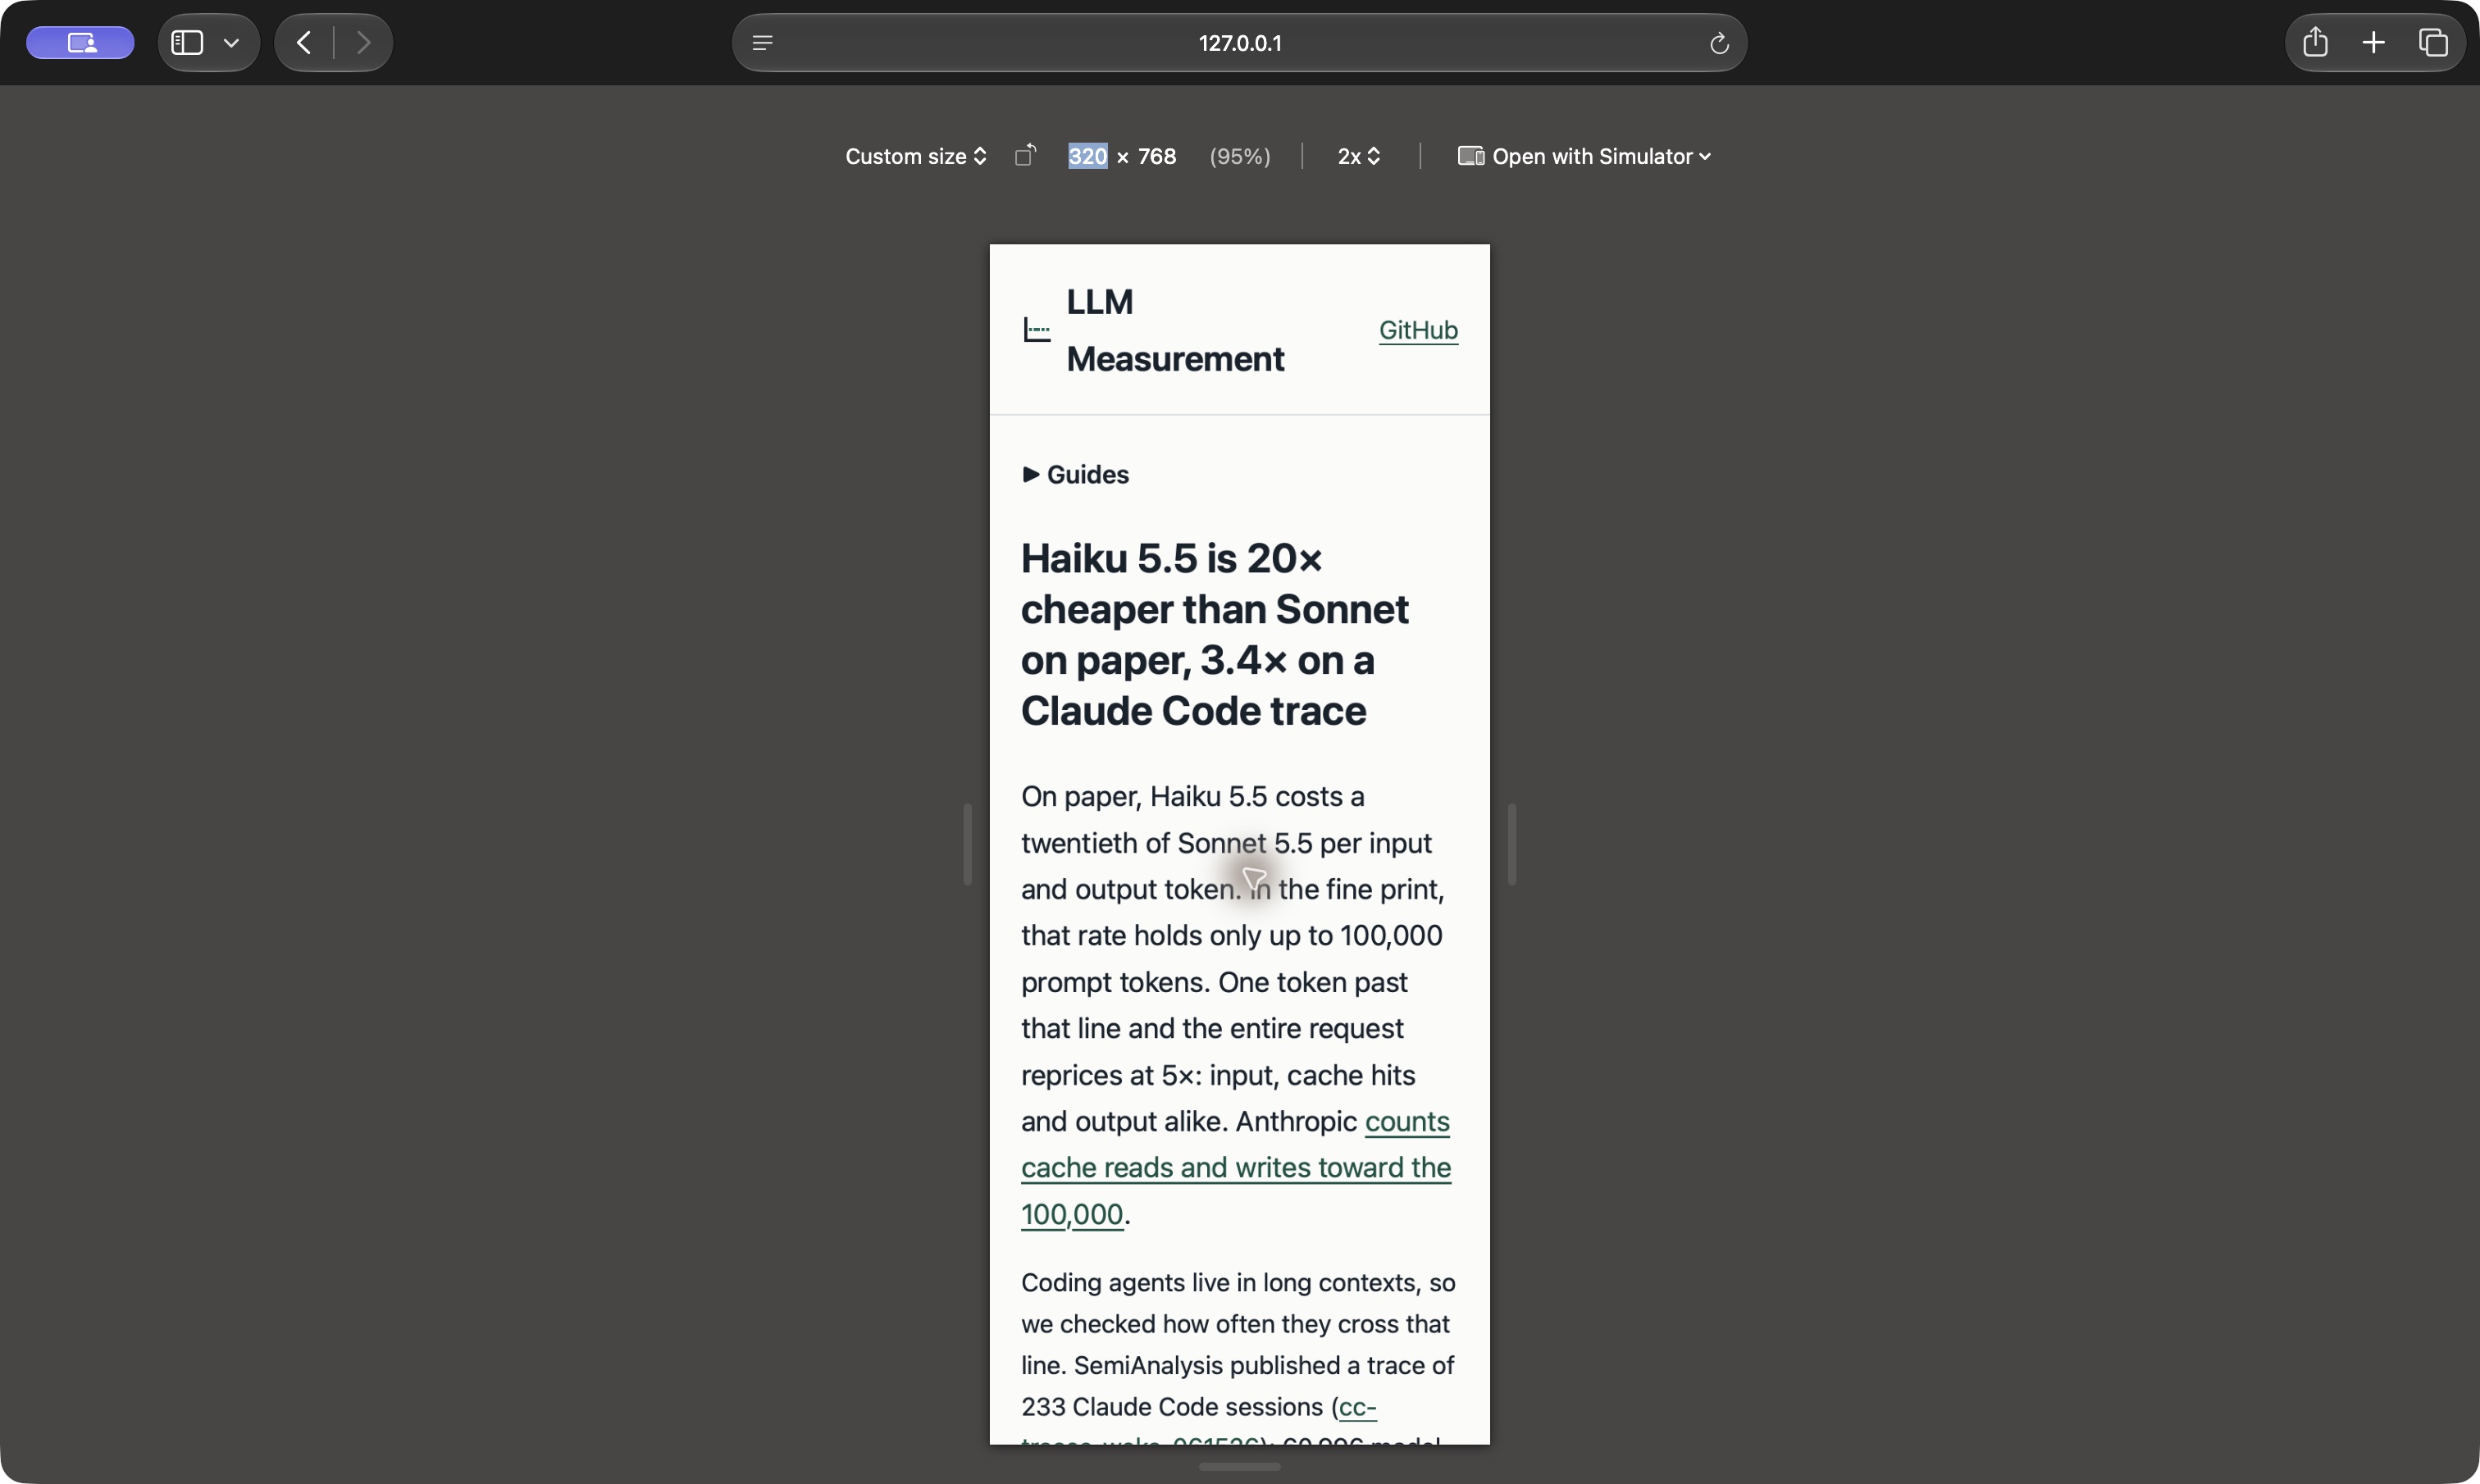 127.0.0.1
Custom size 320 × 768 (95%) 2x Open with Simulator
LLM
Measurement
GitHub
Guides
Haiku 5.5 is 20×
cheaper than Sonnet
on paper, 3.4× on a
Claude Code trace
On paper, Haiku 5.5 costs a
twentieth of Sonnet 5.5 per input
and output token. In the fine print,
that rate holds only up to 100,000
prompt tokens. One token past
that line and the entire request
reprices at 5×: input, cache hits
and output alike. Anthropic counts
cache reads and writes toward the
100,000.
Coding agents live in long contexts, so
we checked how often they cross that
line. SemiAnalysis published a trace of
233 Claude Code sessions (cc-